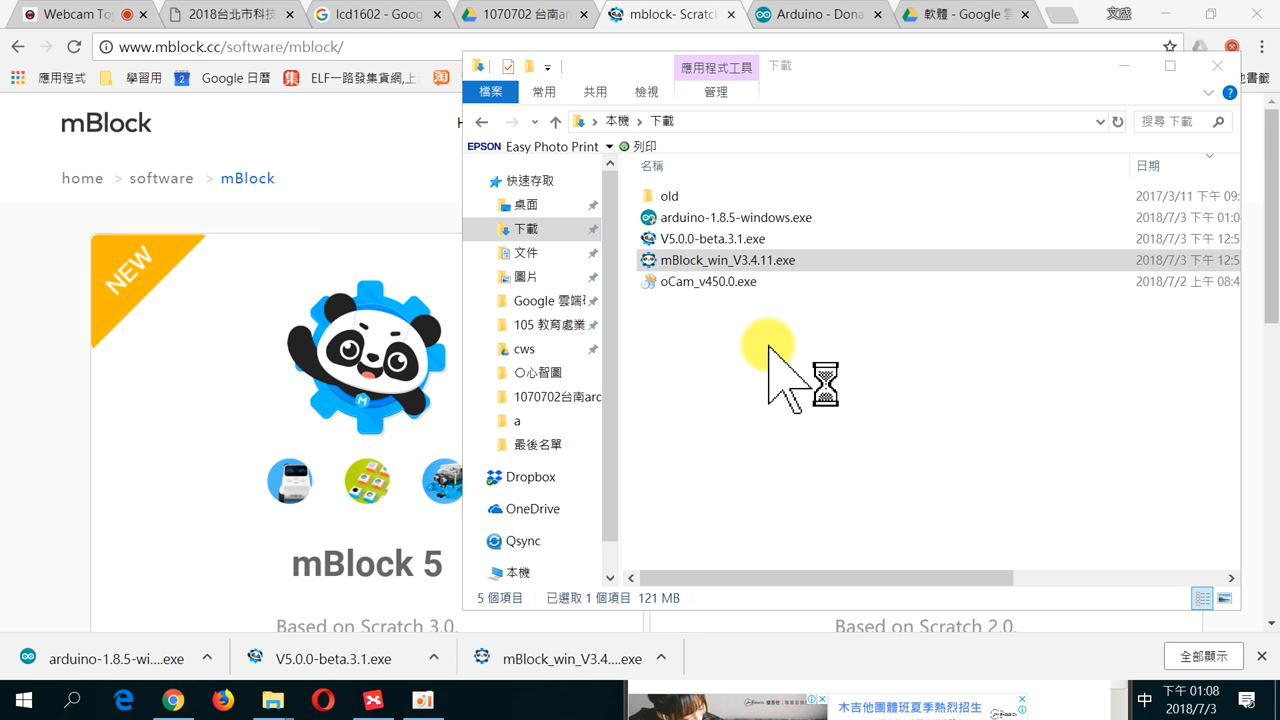 Webcam To
2018台北市科技
lcd1602 - Goog
1070702 台南a
mblock- Scratc
Arduino - Dona
軟體 - Google 雲
文盛
www.mblock.cc/software/mblock/
應用程式
學習用
2
Google 日曆
集
ELF一路發集貨網,上
淘
書籤
應用程式工具
下載
檔案
常用
共用
檢視
管理
本機
下載
搜尋 下載
EPSON Easy Photo Print
列印
mBlock
home > software > mBlock
NEW
mBlock 5
Based on Scratch 3.0.
Based on Scratch 2.0.
快速存取
桌面
下載
文件
圖片
Google 雲端硬
105 教育處業
cws
○心智圖
1070702台南arc
a
最後名單
Dropbox
OneDrive
Qsync
本機
名稱
日期
old
2017/3/11 下午 09:
arduino-1.8.5-windows.exe
2018/7/3 下午 01:0
V5.0.0-beta.3.1.exe
2018/7/3 下午 12:5
mBlock_win_V3.4.11.exe
2018/7/3 下午 12:5
oCam_v450.0.exe
2018/7/2 上午 08:4
5 個項目
已選取 1 個項目 121 MB
arduino-1.8.5-wi....exe
V5.0.0-beta.3.1.exe
mBlock_win_V3.4....exe
全部顯示
木吉他團體班夏季熱烈招生
中
下午 01:08
2018/7/3